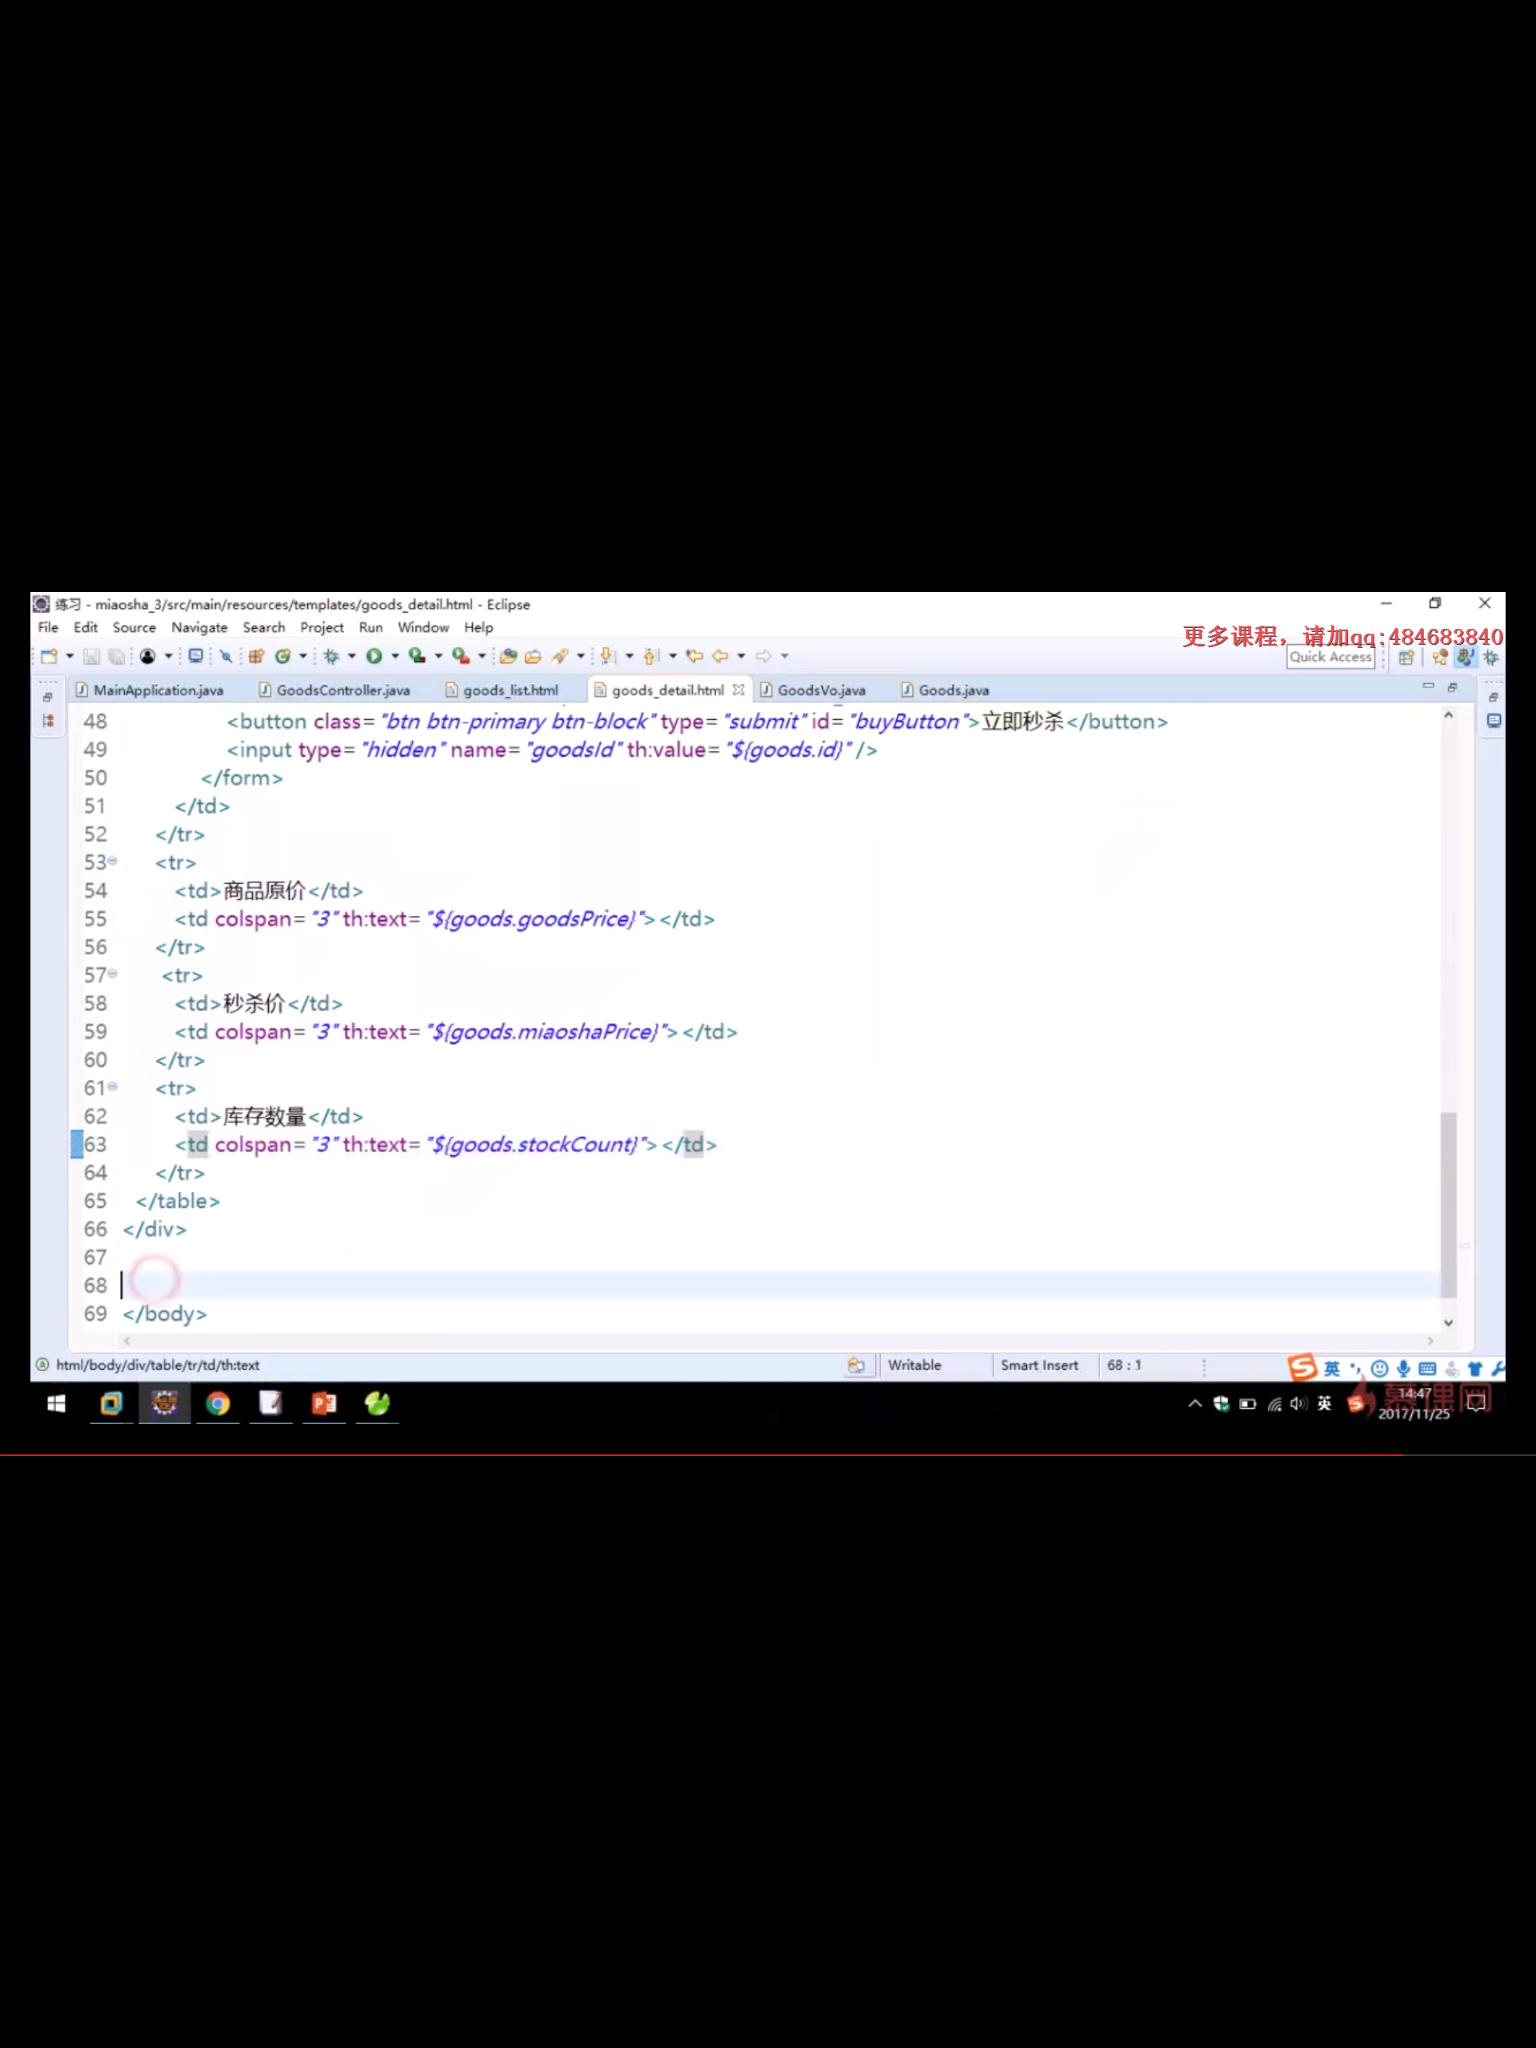 练习 - miaosha_3/src/main/resources/templates/goods_detail.html - Eclipse
File Edit Source Navigate Search Project Run Window Help
更多课程，请加qq:484683840
Quick Access
MainApplication.java GoodsController.java goods_list.html goods_detail.html GoodsVo.java Goods.java
48 <button class="btn btn-primary btn-block" type="submit" id="buyButton">立即秒杀</button>
49 <input type="hidden" name="goodsId" th:value="${goods.id}" />
50 </form>
51 </td>
52 </tr>
53 <tr>
54 <td>商品原价</td>
55 <td colspan="3" th:text="${goods.goodsPrice}"></td>
56 </tr>
57 <tr>
58 <td>秒杀价</td>
59 <td colspan="3" th:text="${goods.miaoshaPrice}"></td>
60 </tr>
61 <tr>
62 <td>库存数量</td>
63 <td colspan="3" th:text="${goods.stockCount}"></td>
64 </tr>
65 </table>
66 </div>
67
68
69 </body>
html/body/div/table/tr/td/th:text Writable Smart Insert 68 : 1 英
英 14:47
慕课网
2017/11/25